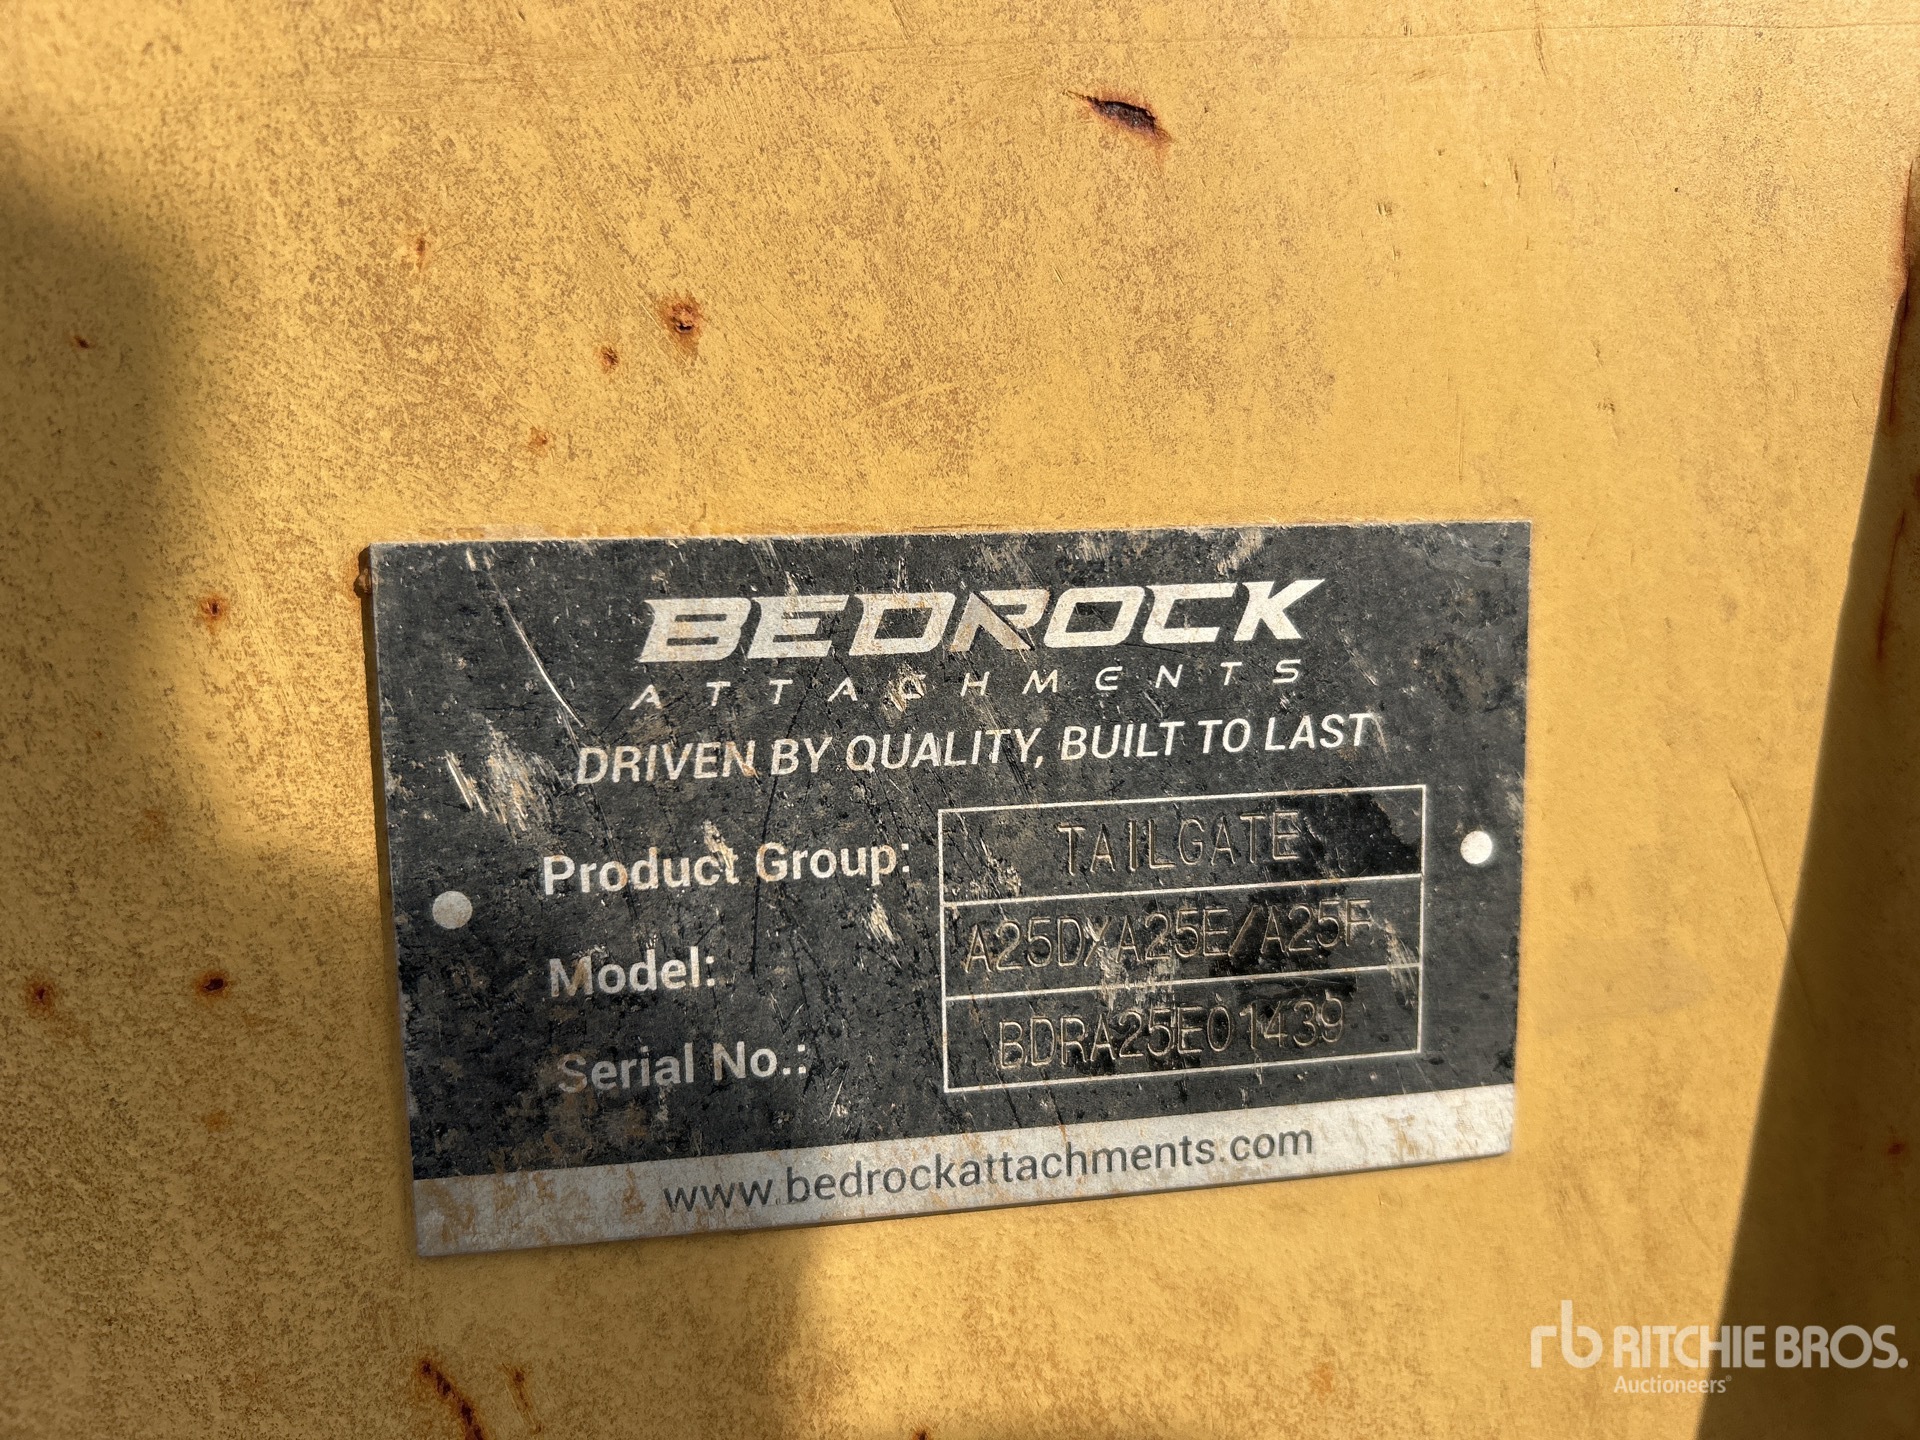 BEDROCK
ATTACHMENTS
DRIVEN BY QUALITY, BUILT TO LAST
Product Group: TAILGATE
Model: A25D/A25E/A25F
Serial No.: BDRA25E01439
www.bedrockattachments.com
rb RITCHIE BROS.
Auctioneers